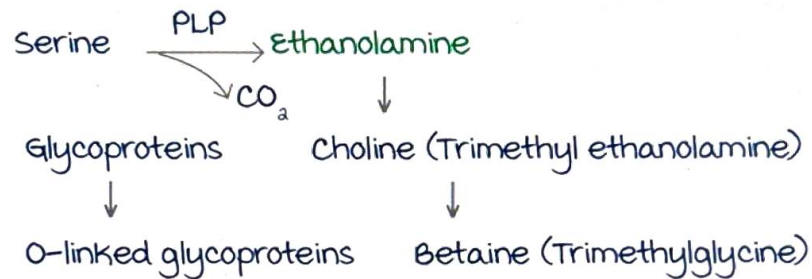 PLP
Serine Ethanolamine
CO2
Glycoproteins Choline (Trimethyl ethanolamine)
O-linked glycoproteins Betaine (Trimethylglycine)